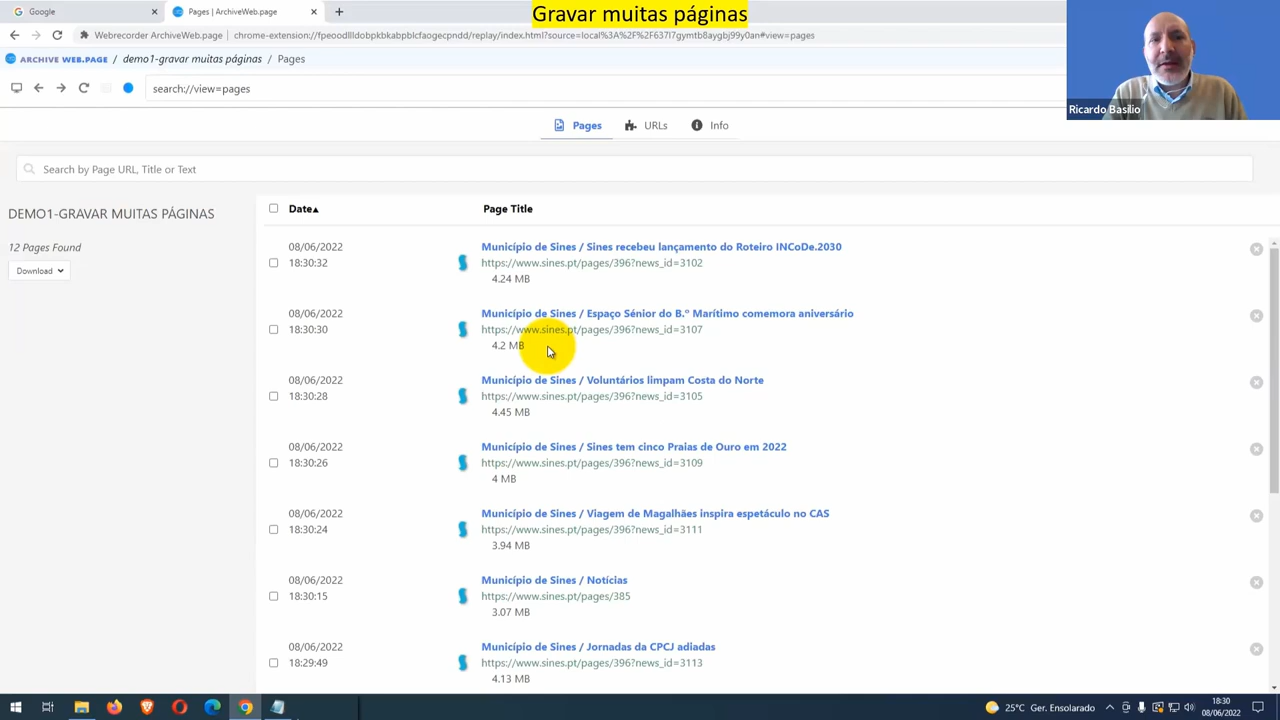 Gravar muitas páginas
Google
Pages | ArchiveWeb.page
Webrecorder ArchiveWeb.page
chrome-extension://fpeoodllldobpkbkabpblcfaogecpndd/replay/index.html?source=local%3A%2F%2F637l7gymtb8aygbj99y0an#view=pages
ARCHIVE WEB.PAGE / demo1-gravar muitas páginas / Pages
search://view=pages
Ricardo Basílio
Pages
URLs
Info
Search by Page URL, Title or Text
DEMO1-GRAVAR MUITAS PÁGINAS
12 Pages Found
Download
Date▲ Page Title
08/06/2022 Município de Sines / Sines recebeu lançamento do Roteiro INCoDe.2030
18:30:32 https://www.sines.pt/pages/396?news_id=3102
4.24 MB
08/06/2022 Município de Sines / Espaço Sénior do B.º Marítimo comemora aniversário
18:30:30 https://www.sines.pt/pages/396?news_id=3107
4.2 MB
08/06/2022 Município de Sines / Voluntários limpam Costa do Norte
18:30:28 https://www.sines.pt/pages/396?news_id=3105
4.45 MB
08/06/2022 Município de Sines / Sines tem cinco Praias de Ouro em 2022
18:30:26 https://www.sines.pt/pages/396?news_id=3109
4 MB
08/06/2022 Município de Sines / Viagem de Magalhães inspira espetáculo no CAS
18:30:24 https://www.sines.pt/pages/396?news_id=3111
3.94 MB
08/06/2022 Município de Sines / Notícias
18:30:15 https://www.sines.pt/pages/385
3.07 MB
08/06/2022 Município de Sines / Jornadas da CPCJ adiadas
18:29:49 https://www.sines.pt/pages/396?news_id=3113
4.13 MB
25°C Ger. Ensolarado
18:30
08/06/2022